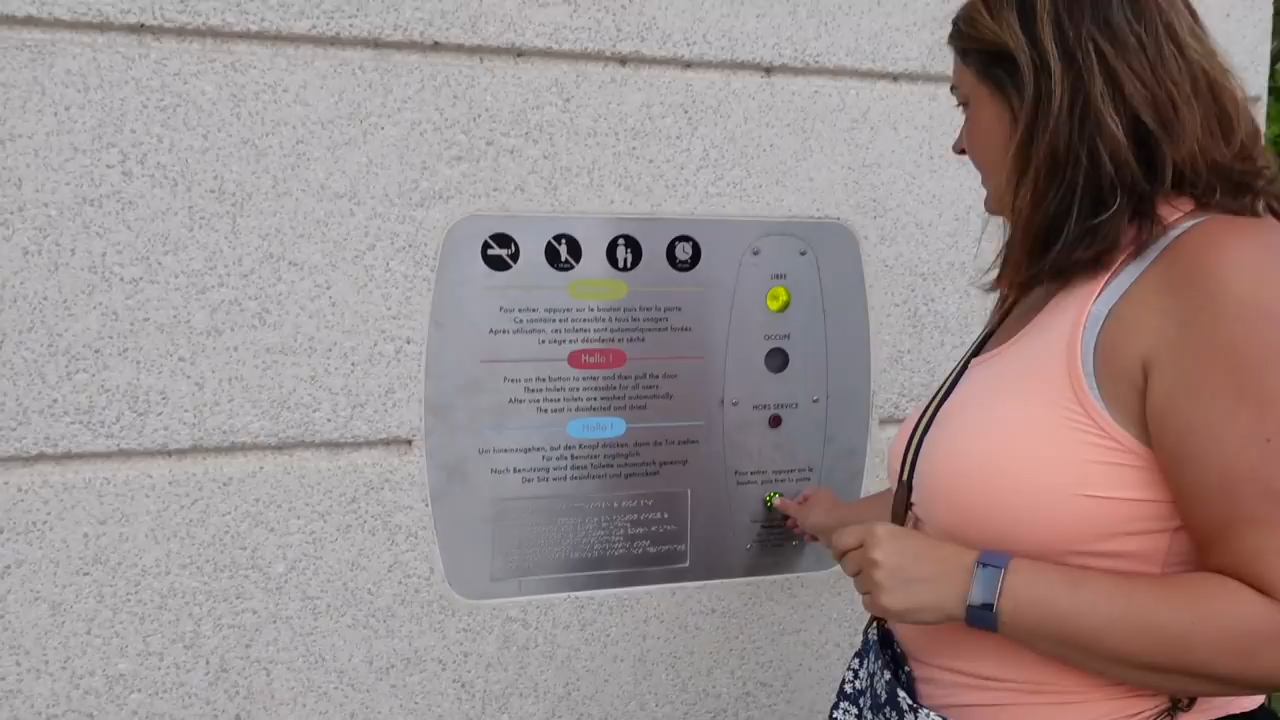 Pour entrer, appuyer sur le bouton puis tirer la porte
Ce sanitaire est accessible à tous les usagers
Après utilisation, ces toilettes sont automatiquement lavées.
Le siège est désinfecté et séché
Hello !
Press on the button to enter and then pull the door.
These toilets are accessible for all users.
After use these toilets are washed automatically.
The seat is disinfected and dried.
Hallo !
Um hineinzugehen, auf den Knopf drücken, dann die Tür ziehen
Für alle Benutzer zugänglich.
Nach Benutzung wird diese Toilette automatisch gereinigt.
Der Sitz wird desinfiziert und getrocknet.
LIBRE
OCCUPÉ
HORS SERVICE
Pour entrer, appuyer sur le
bouton, puis tirer la porte